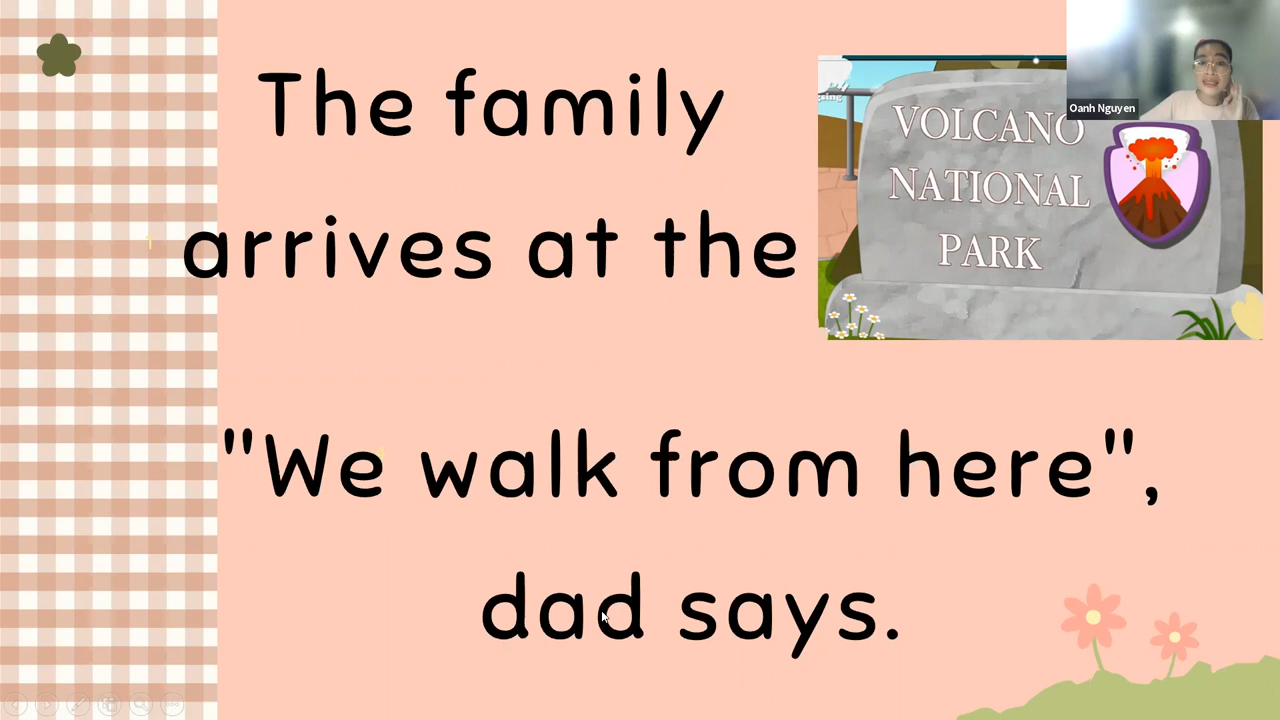 The family
arrives at the
VOLCANO
NATIONAL
PARK
Oanh Nguyen
"We walk from here",
dad says.